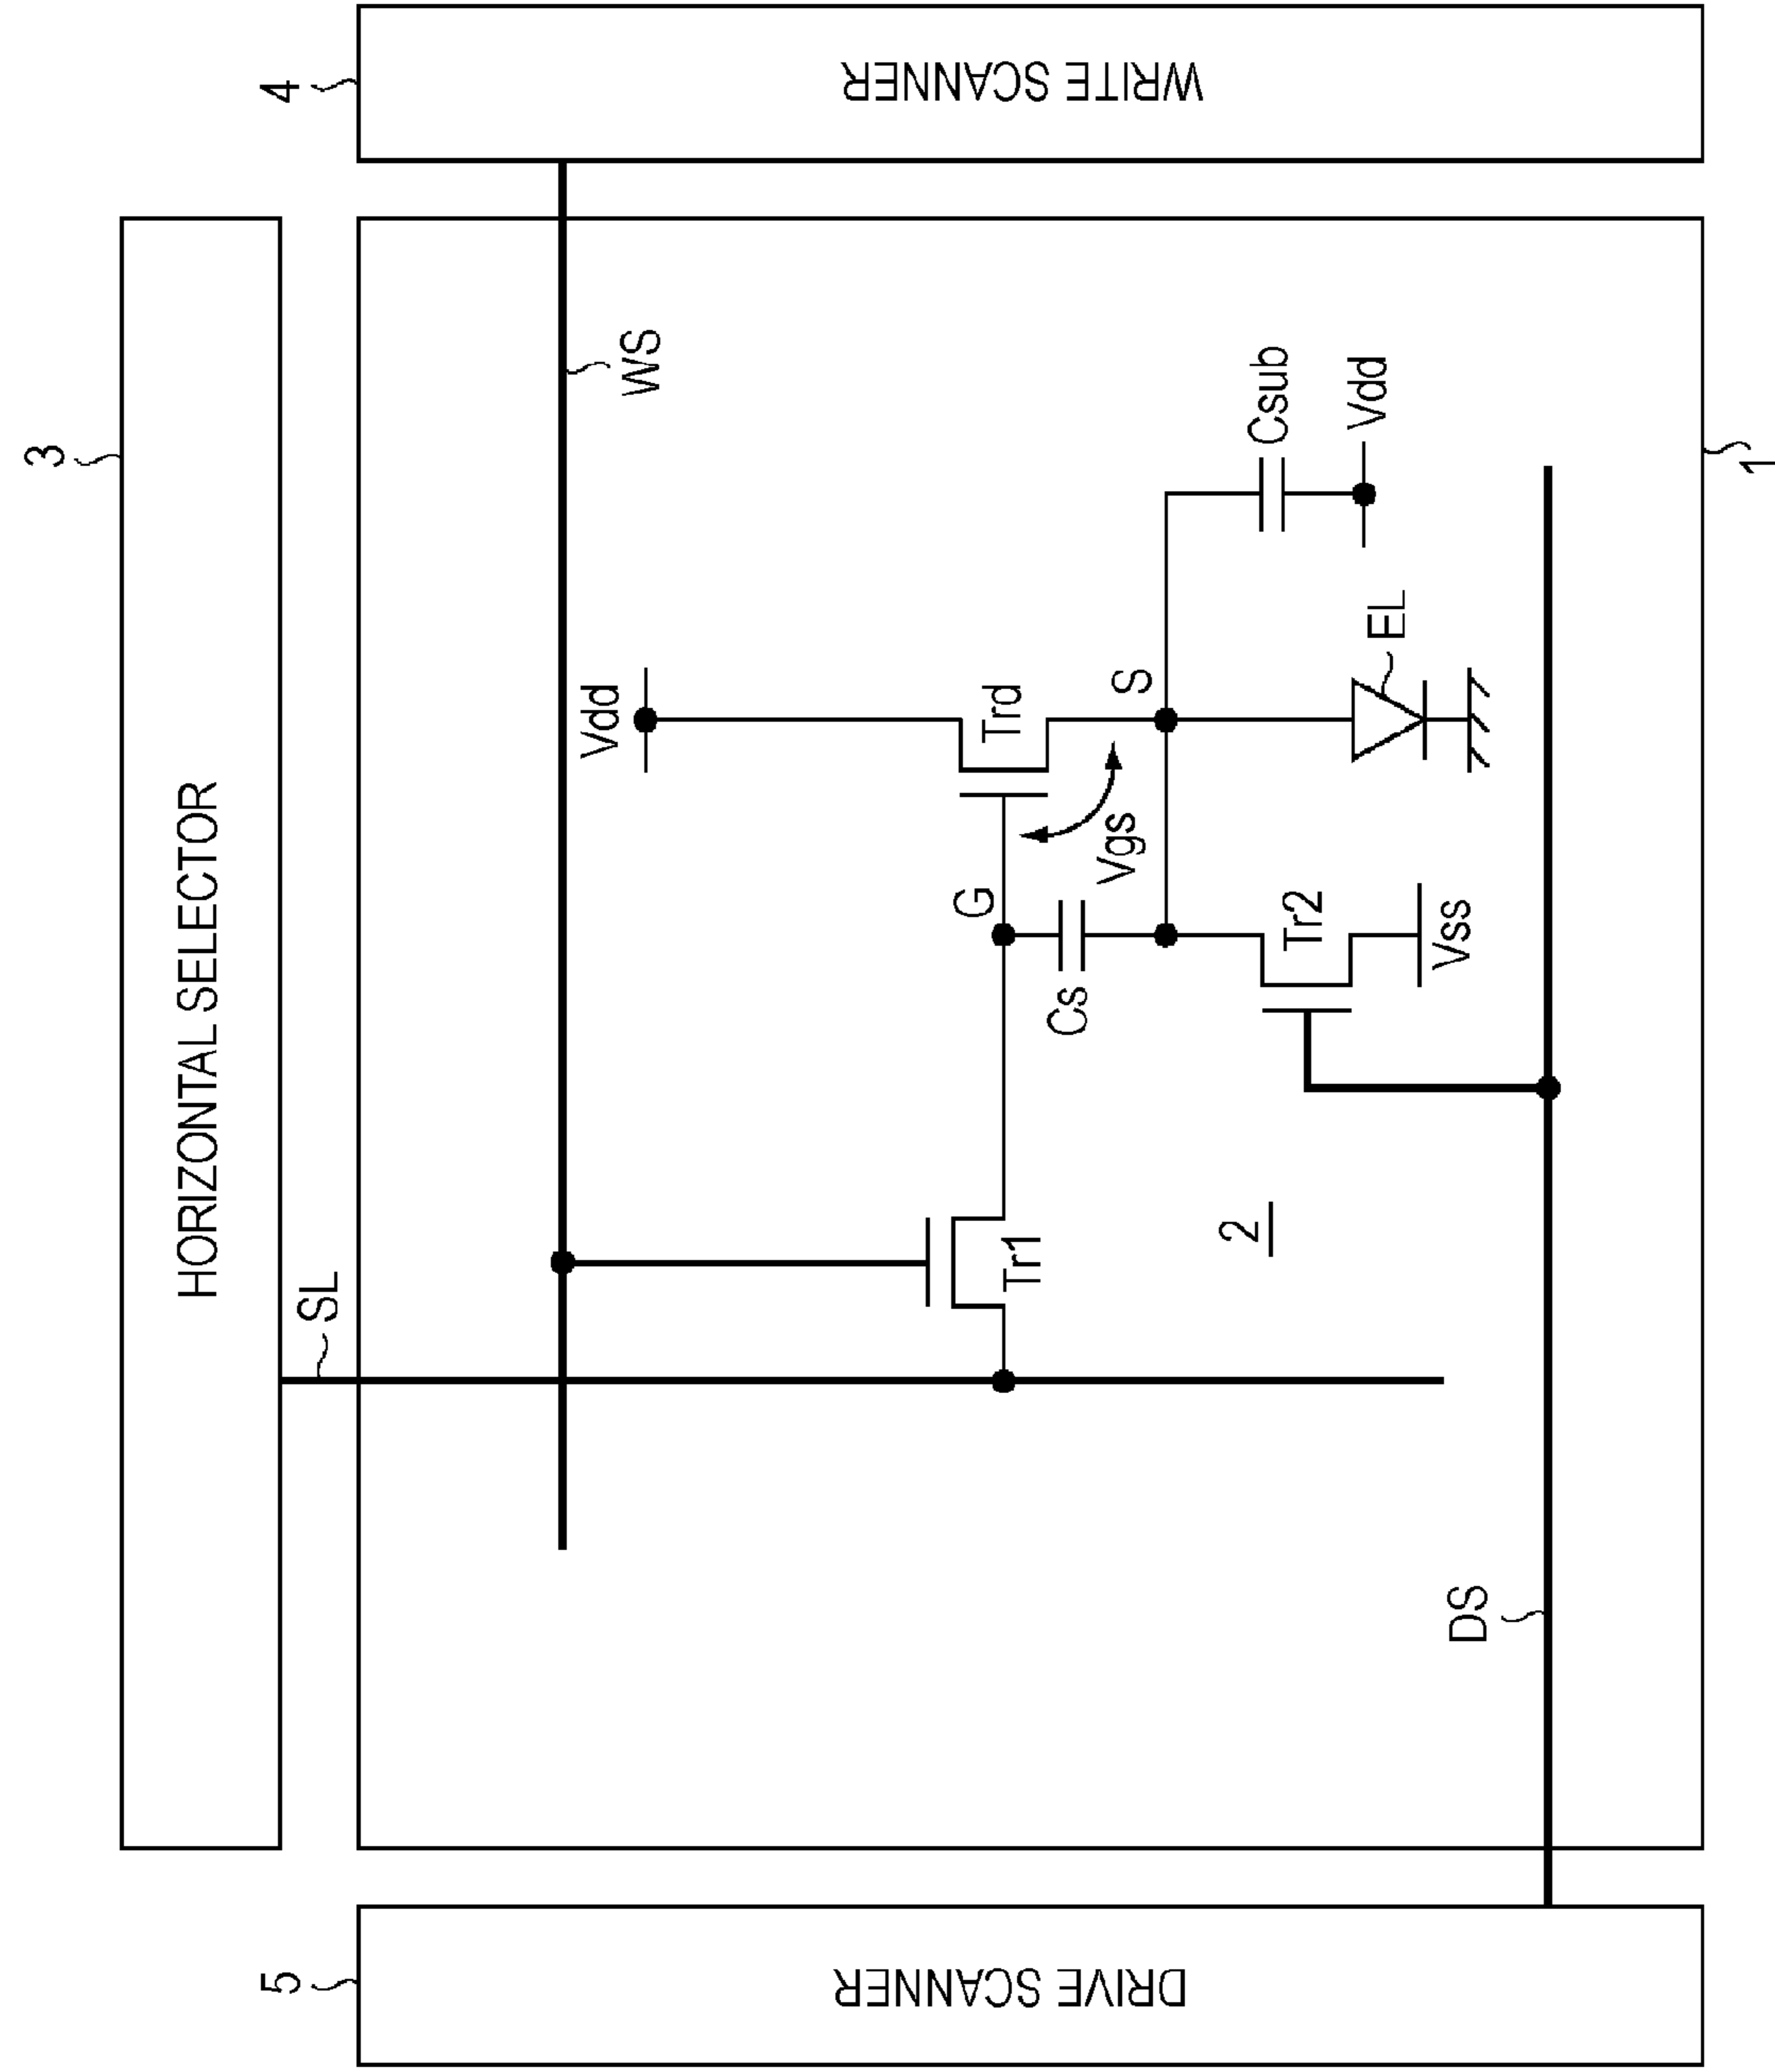 3
HORIZONTAL SELECTOR
5
DRIVE SCANNER
4
WRITE SCANNER
SL
WS
Vdd
Trd
G
S
Vgs
Tr1
Cs
Csub
Vdd
2
Tr2
EL
Vss
DS
1